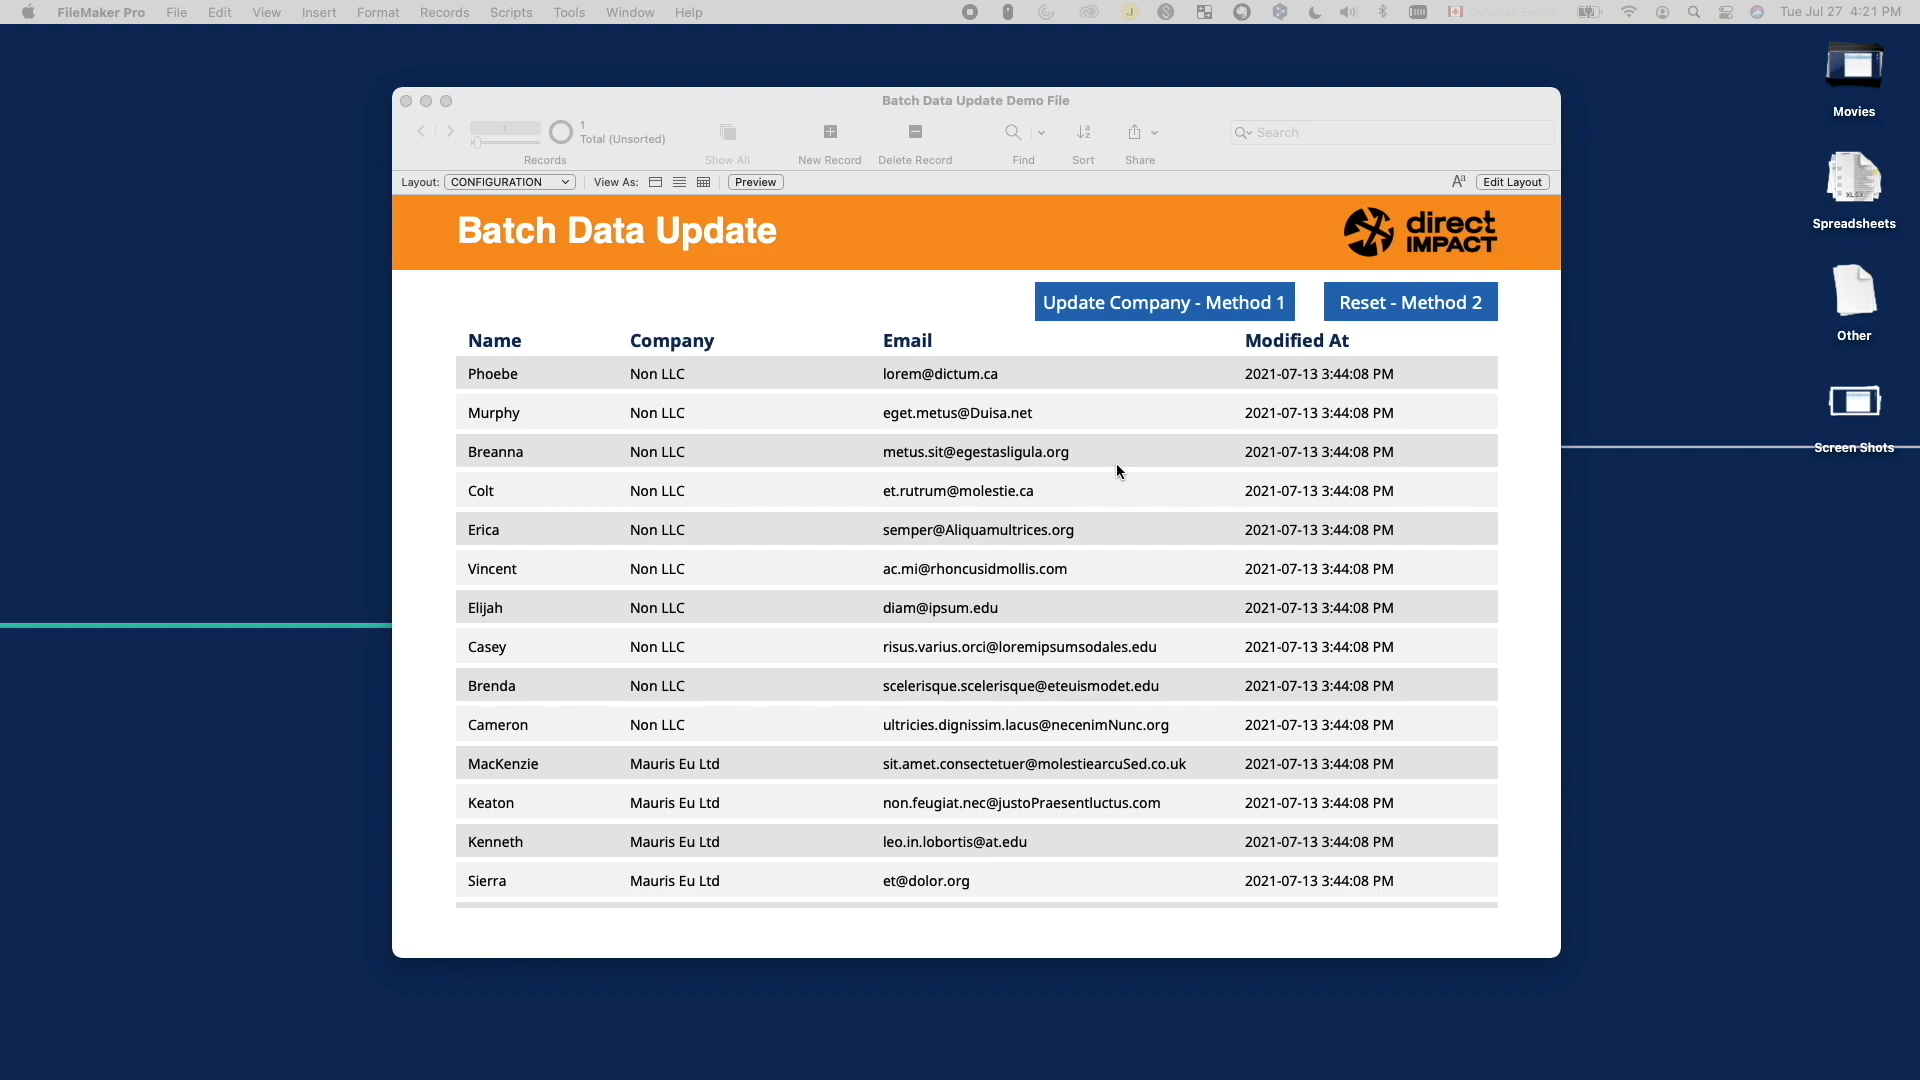 FileMaker Pro File Edit View Insert Format Records Scripts Tools Window Help Tue Jul 27 4:21 PM
Movies
Spreadsheets
Other
Screen Shots
Batch Data Update Demo File
1 1 Total (Unsorted) Search
Records Show All New Record Delete Record Find Sort Share
Layout: CONFIGURATION View As: Preview Aa Edit Layout
Batch Data Update direct IMPACT
Update Company - Method 1 Reset - Method 2
Name Company Email Modified At
Phoebe Non LLC lorem@dictum.ca 2021-07-13 3:44:08 PM
Murphy Non LLC eget.metus@Duisa.net 2021-07-13 3:44:08 PM
Breanna Non LLC metus.sit@egestasligula.org 2021-07-13 3:44:08 PM
Colt Non LLC et.rutrum@molestie.ca 2021-07-13 3:44:08 PM
Erica Non LLC semper@Aliquamultrices.org 2021-07-13 3:44:08 PM
Vincent Non LLC ac.mi@rhoncusidmollis.com 2021-07-13 3:44:08 PM
Elijah Non LLC diam@ipsum.edu 2021-07-13 3:44:08 PM
Casey Non LLC risus.varius.orci@loremipsumsodales.edu 2021-07-13 3:44:08 PM
Brenda Non LLC scelerisque.scelerisque@eteuismodet.edu 2021-07-13 3:44:08 PM
Cameron Non LLC ultricies.dignissim.lacus@necenimNunc.org 2021-07-13 3:44:08 PM
MacKenzie Mauris Eu Ltd sit.amet.consectetuer@molestiearcuSed.co.uk 2021-07-13 3:44:08 PM
Keaton Mauris Eu Ltd non.feugiat.nec@justoPraesentluctus.com 2021-07-13 3:44:08 PM
Kenneth Mauris Eu Ltd leo.in.lobortis@at.edu 2021-07-13 3:44:08 PM
Sierra Mauris Eu Ltd et@dolor.org 2021-07-13 3:44:08 PM